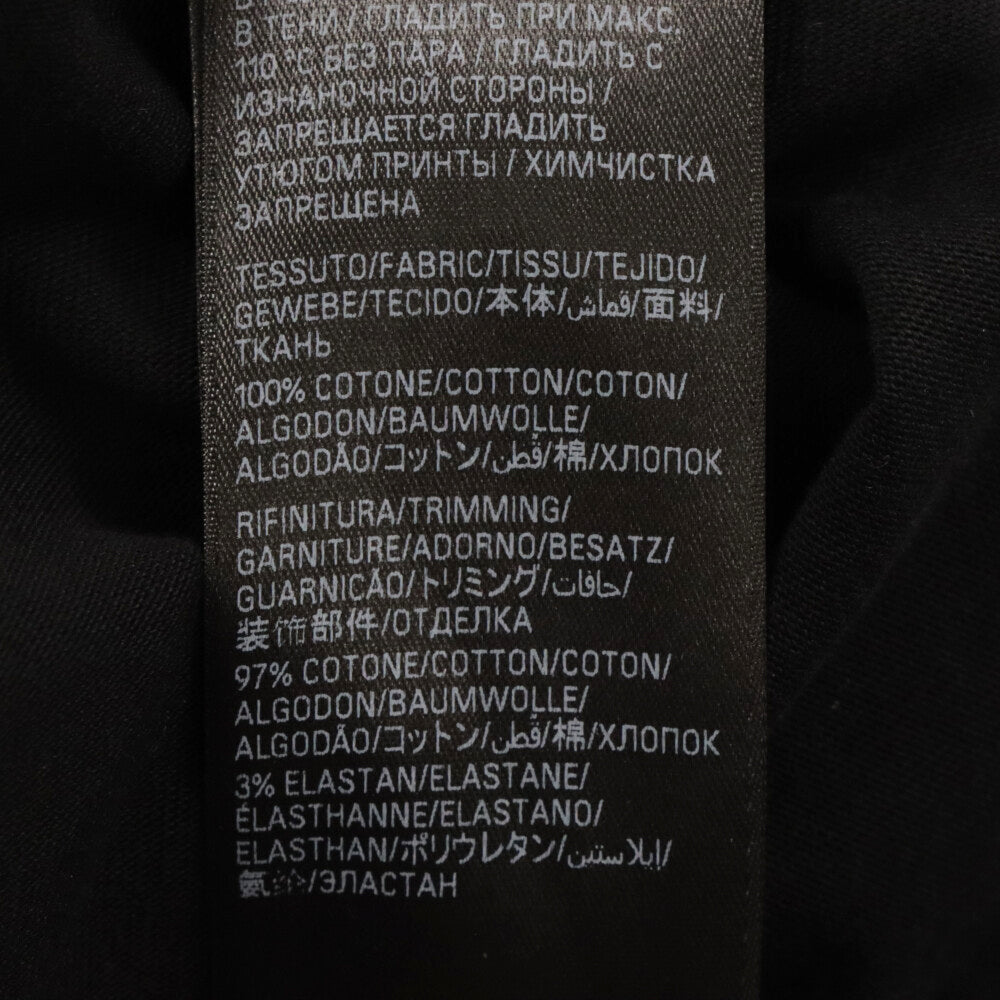 В ТЕНИ / ГЛАДИТЬ ПРИ МАКС.
110 °C БЕЗ ПАРА / ГЛАДИТЬ С
ИЗНАНОЧНОЙ СТОРОНЫ /
ЗАПРЕЩАЕТСЯ ГЛАДИТЬ
УТЮГОМ ПРИНТЫ / ХИМЧИСТКА
ЗАПРЕЩЕНА
TESSUTO/FABRIC/TISSU/TEJIDO/
GEWEBE/TECIDO/本体/قماش/面料/
ТКАНЬ
100% COTONE/COTTON/COTON/
ALGODON/BAUMWOLLE/
ALGODÃO/コットン/قُطن/棉/ХЛОПОК
RIFINITURA/TRIMMING/
GARNITURE/ADORNO/BESATZ/
GUARNICÃO/トリミング/حافات/
装饰部件/ОТДЕЛКА
97% COTONE/COTTON/COTON/
ALGODON/BAUMWOLLE/
ALGODÃO/コットン/قُطن/棉/ХЛОПОК
3% ELASTAN/ELASTANE/
ÉLASTHANNE/ELASTANO/
ELASTHAN/ポリウレタン/إيلاستين/
氨纶/ЭЛАСТАН